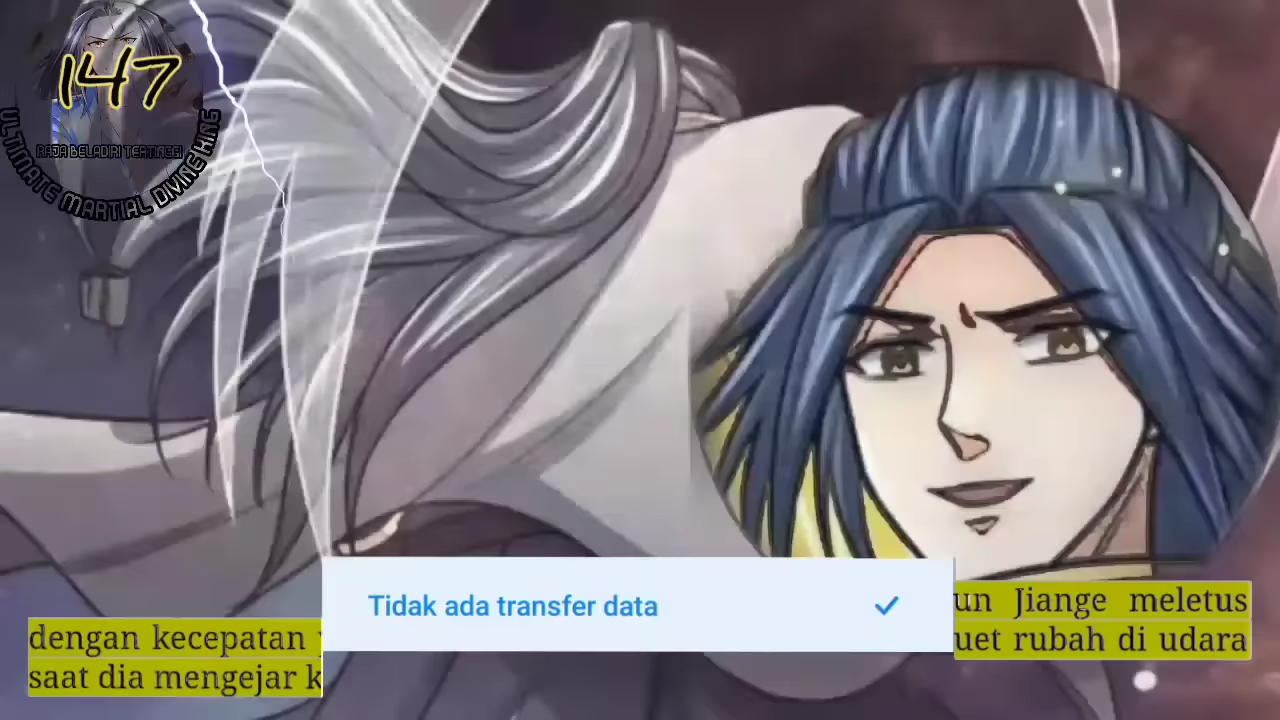 147
RAJA BELADIRI TERTINGGI
ULTIMATE MARTIAL DIVINE KING
Tidak ada transfer data
un Jiange meletus
dengan kecepatan
uet rubah di udara
saat dia mengejar k